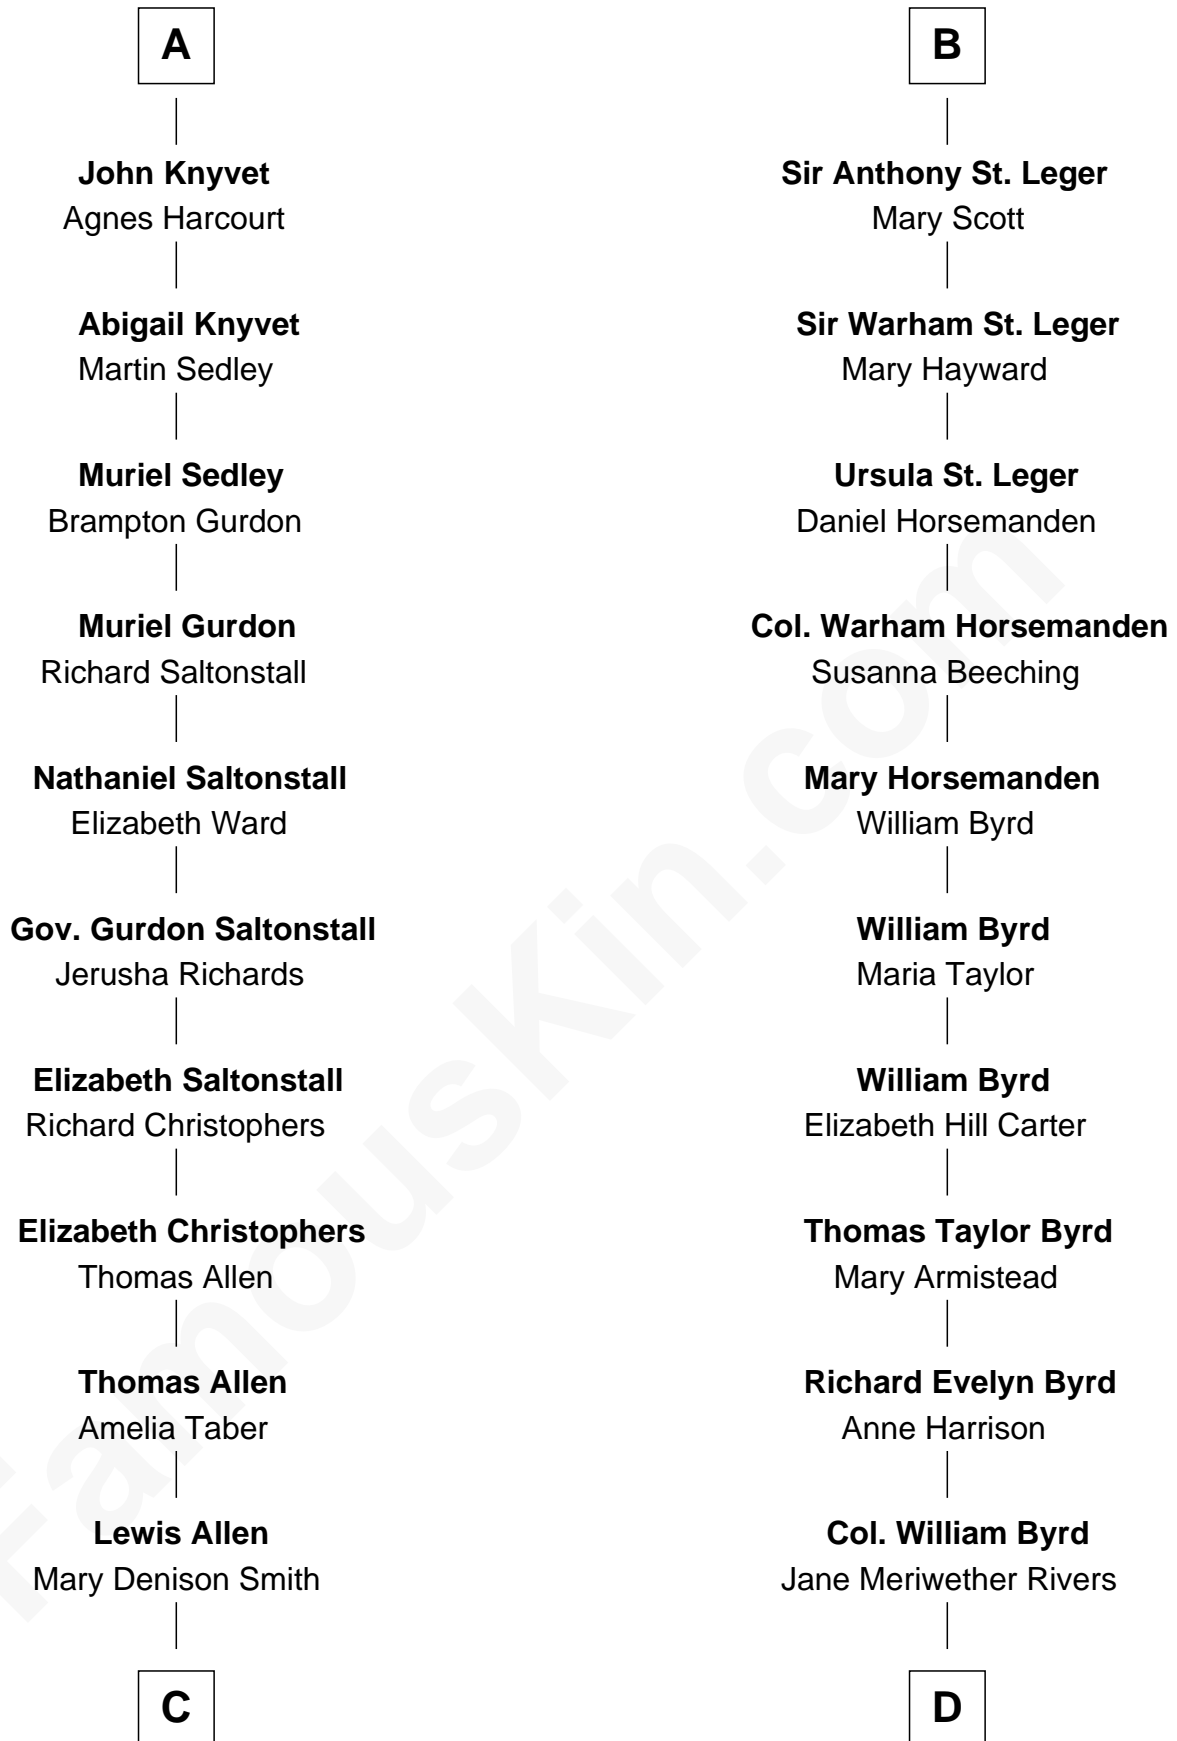 A
John Knyvet
Agnes Harcourt
Abigail Knyvet
Martin Sedley
Muriel Sedley
Brampton Gurdon
Muriel Gurdon
Richard Saltonstall
Nathaniel Saltonstall
Elizabeth Ward
Gov. Gurdon Saltonstall
Jerusha Richards
Elizabeth Saltonstall
Richard Christophers
Elizabeth Christophers
Thomas Allen
Thomas Allen
Amelia Taber
Lewis Allen
Mary Denison Smith
C
B
Sir Anthony St. Leger
Mary Scott
Sir Warham St. Leger
Mary Hayward
Ursula St. Leger
Daniel Horsemanden
Col. Warham Horsemanden
Susanna Beeching
Mary Horsemanden
William Byrd
William Byrd
Maria Taylor
William Byrd
Elizabeth Hill Carter
Thomas Taylor Byrd
Mary Armistead
Richard Evelyn Byrd
Anne Harrison
Col. William Byrd
Jane Meriwether Rivers
D
FamousKin.com